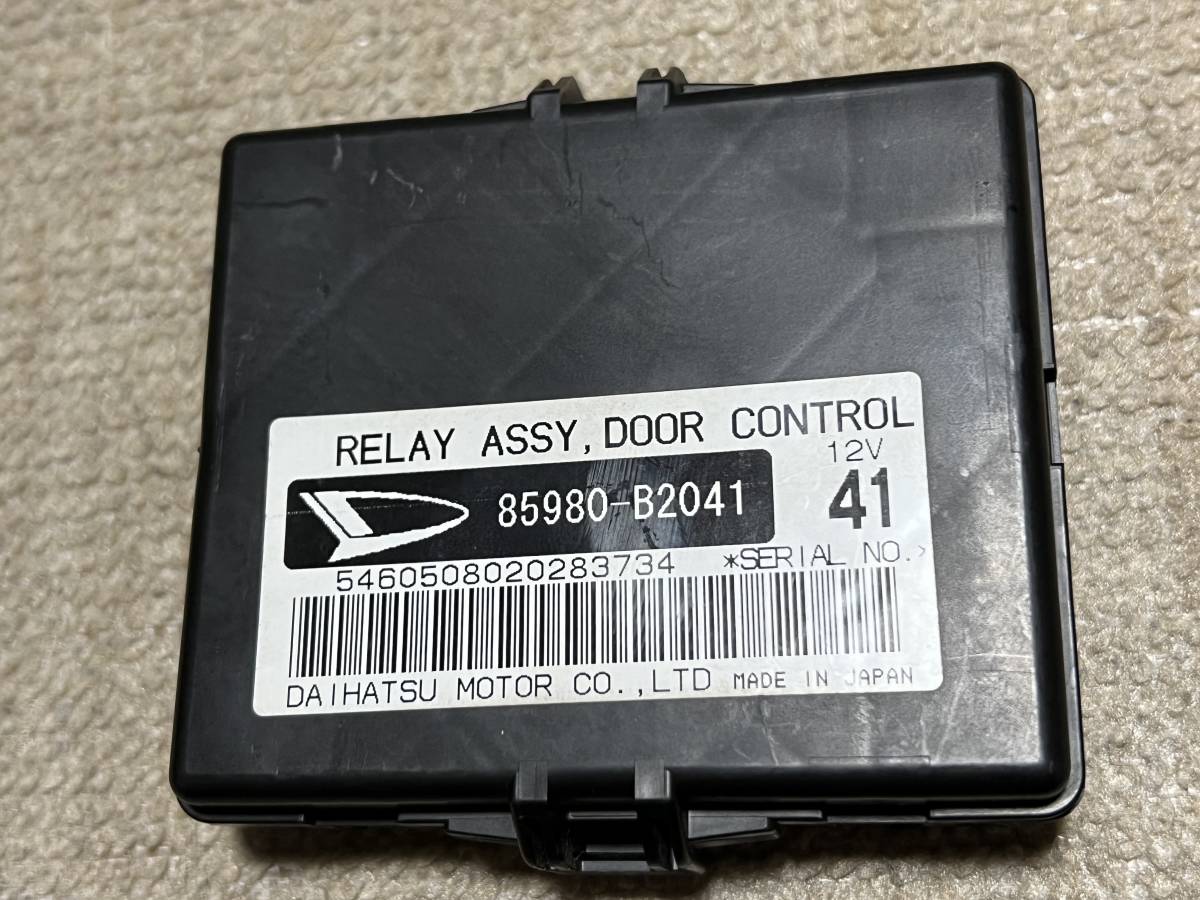 RELAY ASSY, DOOR CONTROL
12V
85980-B2041
41
5460508020283734 *SERIAL NO.
DAIHATSU MOTOR CO.,LTD MADE IN JAPAN